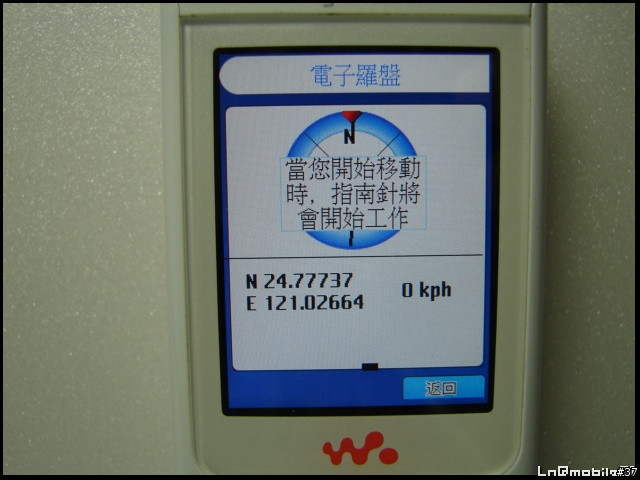 電子羅盤
N
當您開始移動
時, 指南針將
會開始工作
N 24.77737
E 121.02664
0 kph
返回
LnQmobile#37